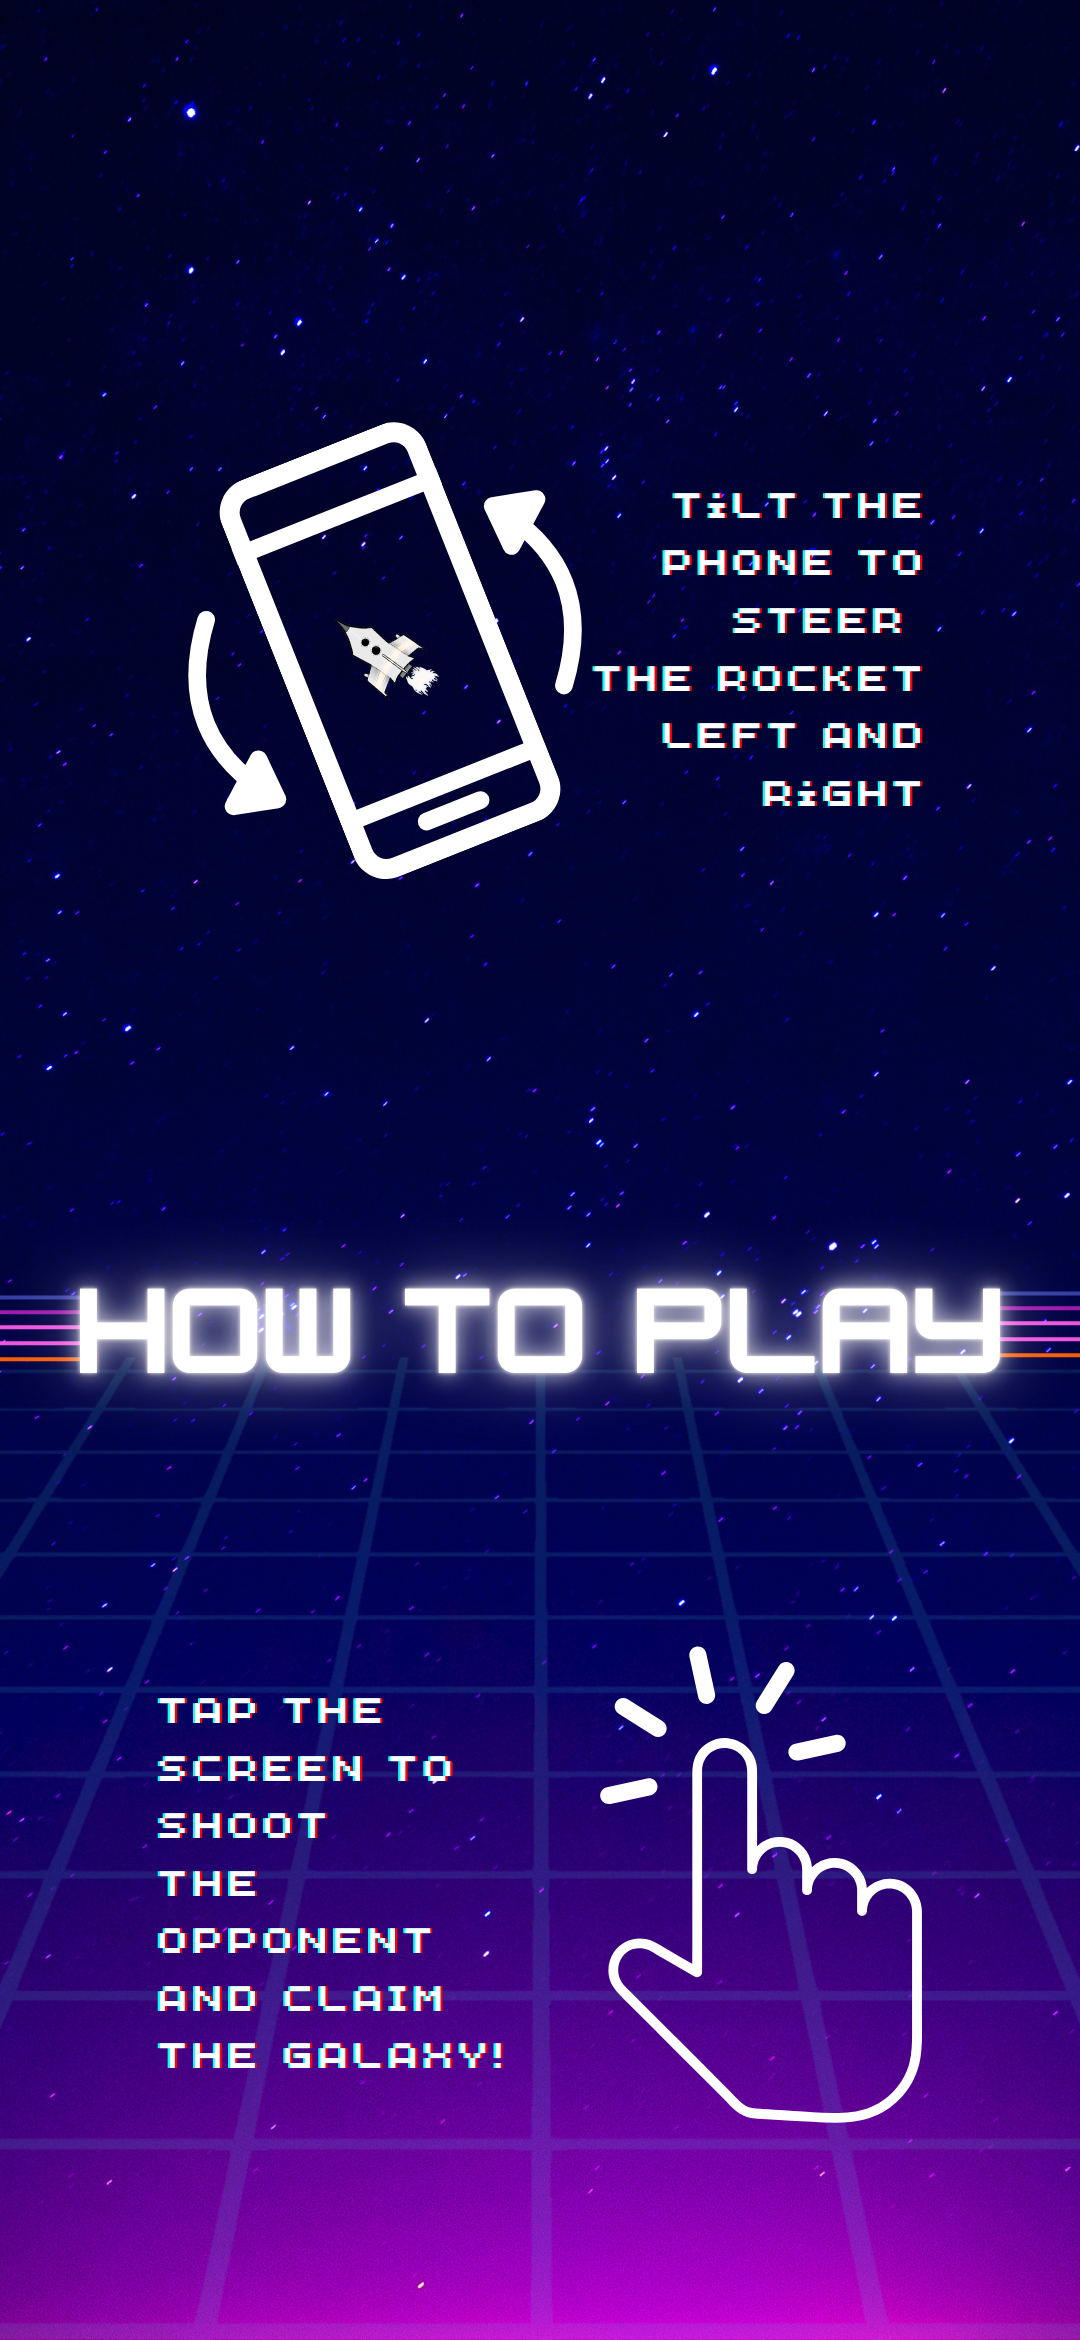 TiLT THE
PHONE TO
STEER
THE ROCKET
LEFT AND
RiGHT
HOW TO PLAY
TAP THE
SCREEN TO
SHOOT
THE
OPPONENT
AND CLAIM
THE GALAXY!